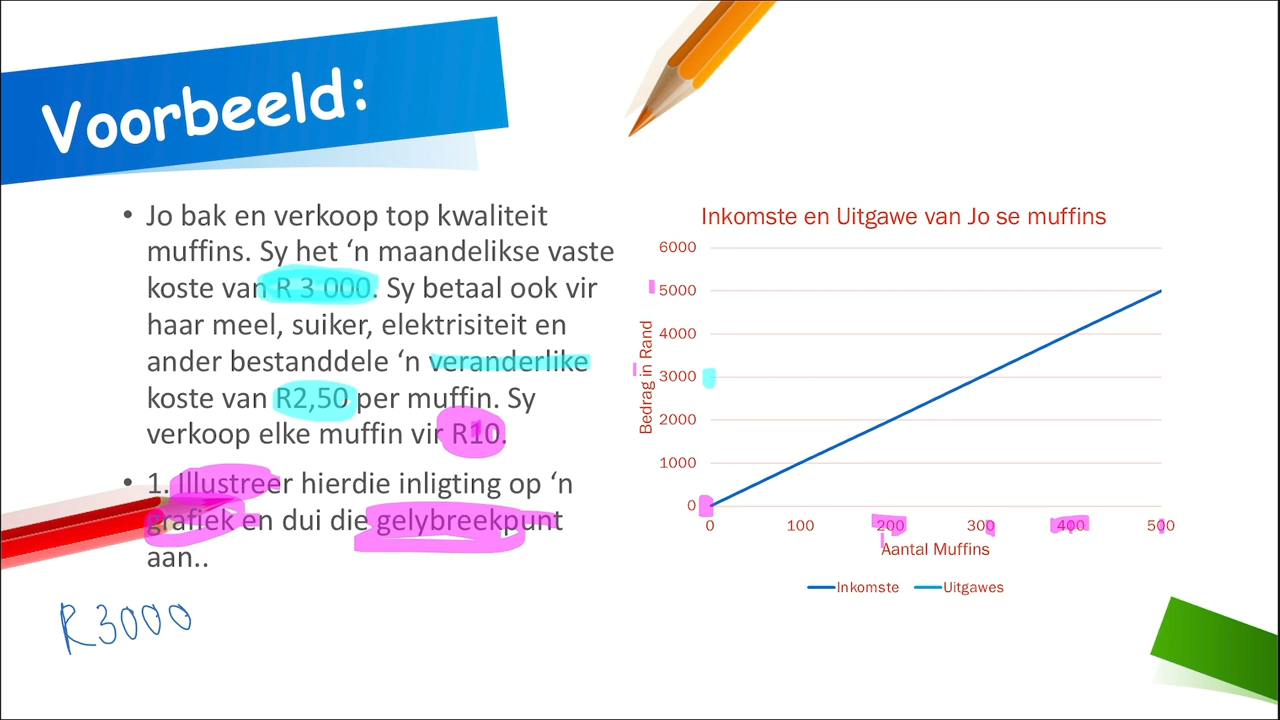 Voorbeeld:
• Jo bak en verkoop top kwaliteit
muffins. Sy het ‘n maandelikse vaste
koste van R 3 000. Sy betaal ook vir
haar meel, suiker, elektrisiteit en
ander bestanddele ‘n veranderlike
koste van R2,50 per muffin. Sy
verkoop elke muffin vir R10.
• 1. Illustreer hierdie inligting op ‘n
grafiek en dui die gelybreekpunt
aan..
R3000
Inkomste en Uitgawe van Jo se muffins
6000
5000
4000
3000
2000
1000
0
Bedrag in Rand
0 100 200 300 400 500
Aantal Muffins
Inkomste Uitgawes